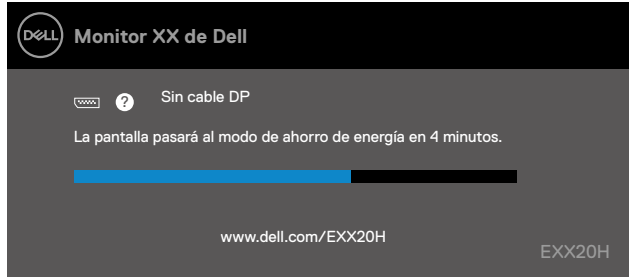 DELL Monitor XX de Dell
? Sin cable DP
La pantalla pasará al modo de ahorro de energía en 4 minutos.
www.dell.com/EXX20H
EXX20H